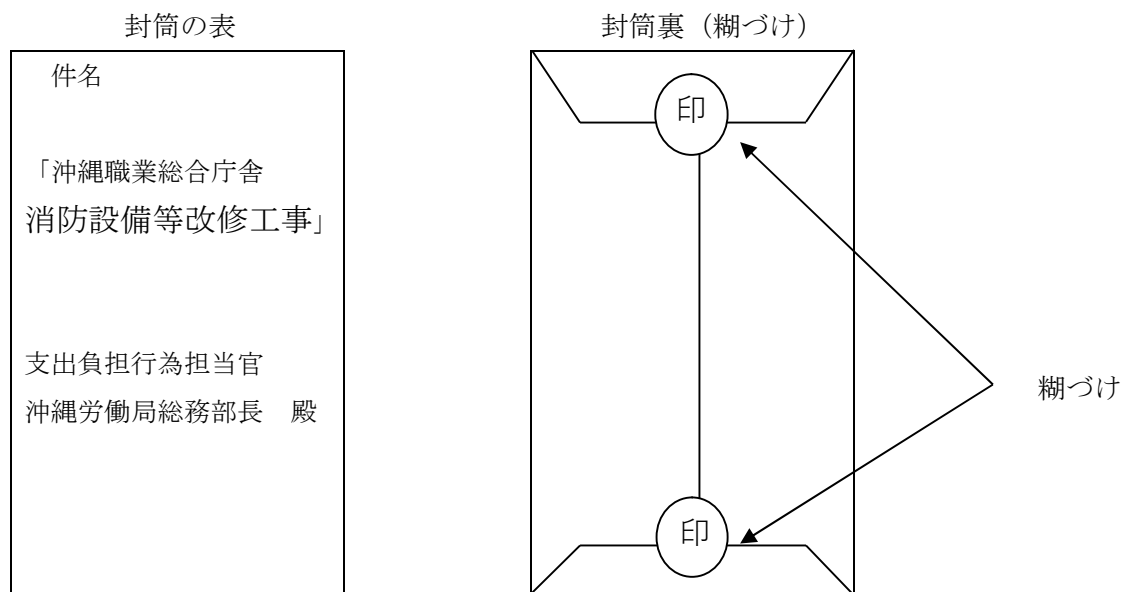 封筒の表
件名
「沖縄職業総合庁舎
消防設備等改修工事」
支出負担行為担当官
沖縄労働局総務部長　殿
封筒裏（糊づけ）
印
糊づけ
印